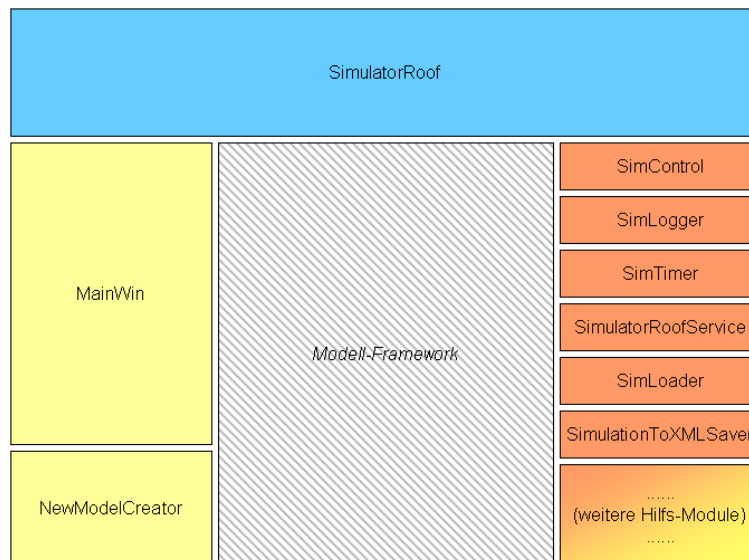 SimulatorRoof
MainWin
NewModelCreator
Modell-Framework
SimControl
SimLogger
SimTimer
SimulatorRoofService
SimLoader
SimulationToXMLSaver
......
(weitere Hilfs-Module)
......